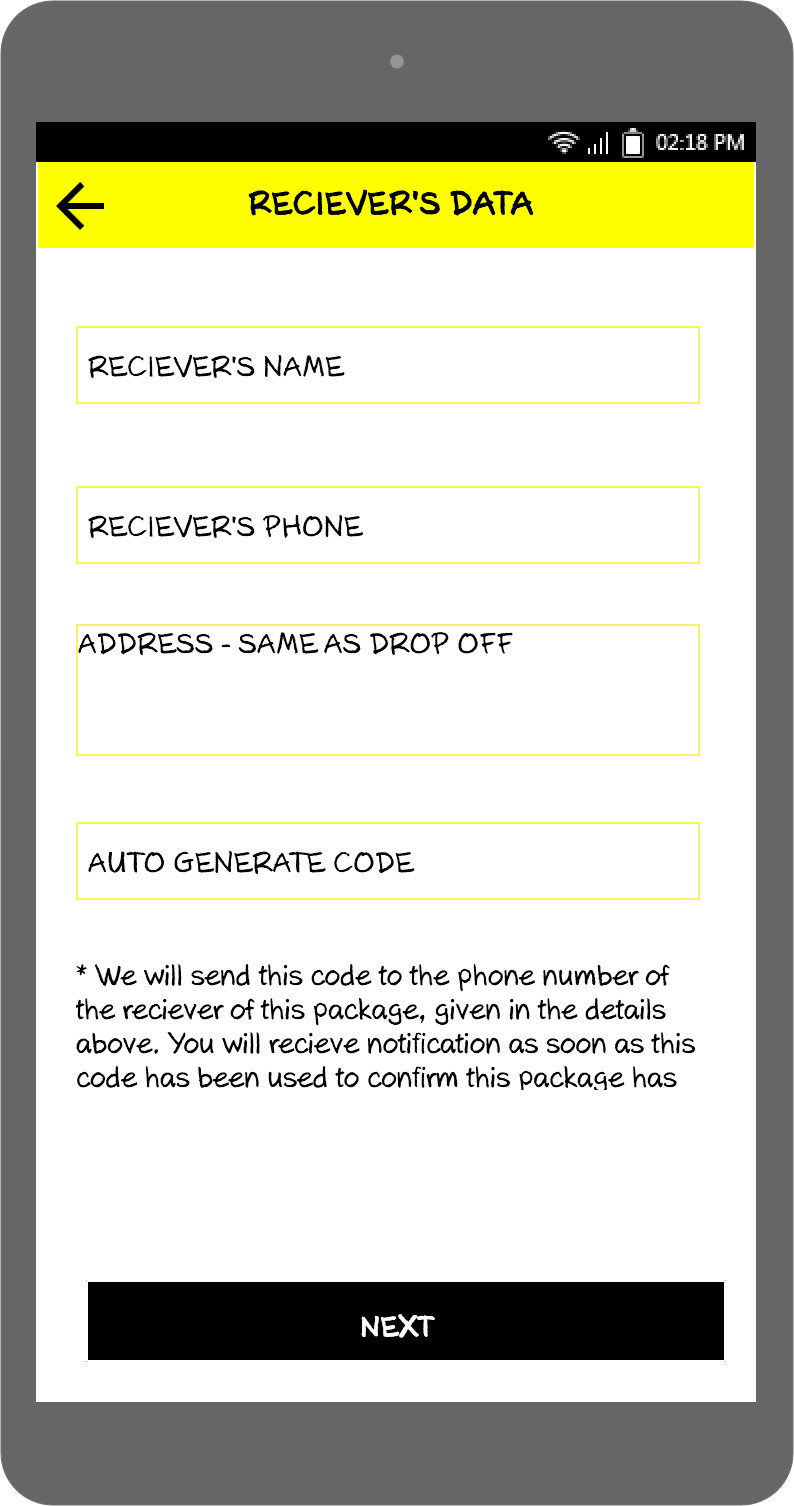 02:18 PM
RECIEVER'S DATA
RECIEVER'S NAME
RECIEVER'S PHONE
ADDRESS - SAME AS DROP OFF
AUTO GENERATE CODE
* We will send this code to the phone number of
the reciever of this package, given in the details
above. You will recieve notification as soon as this
code has been used to confirm this package has
NEXT